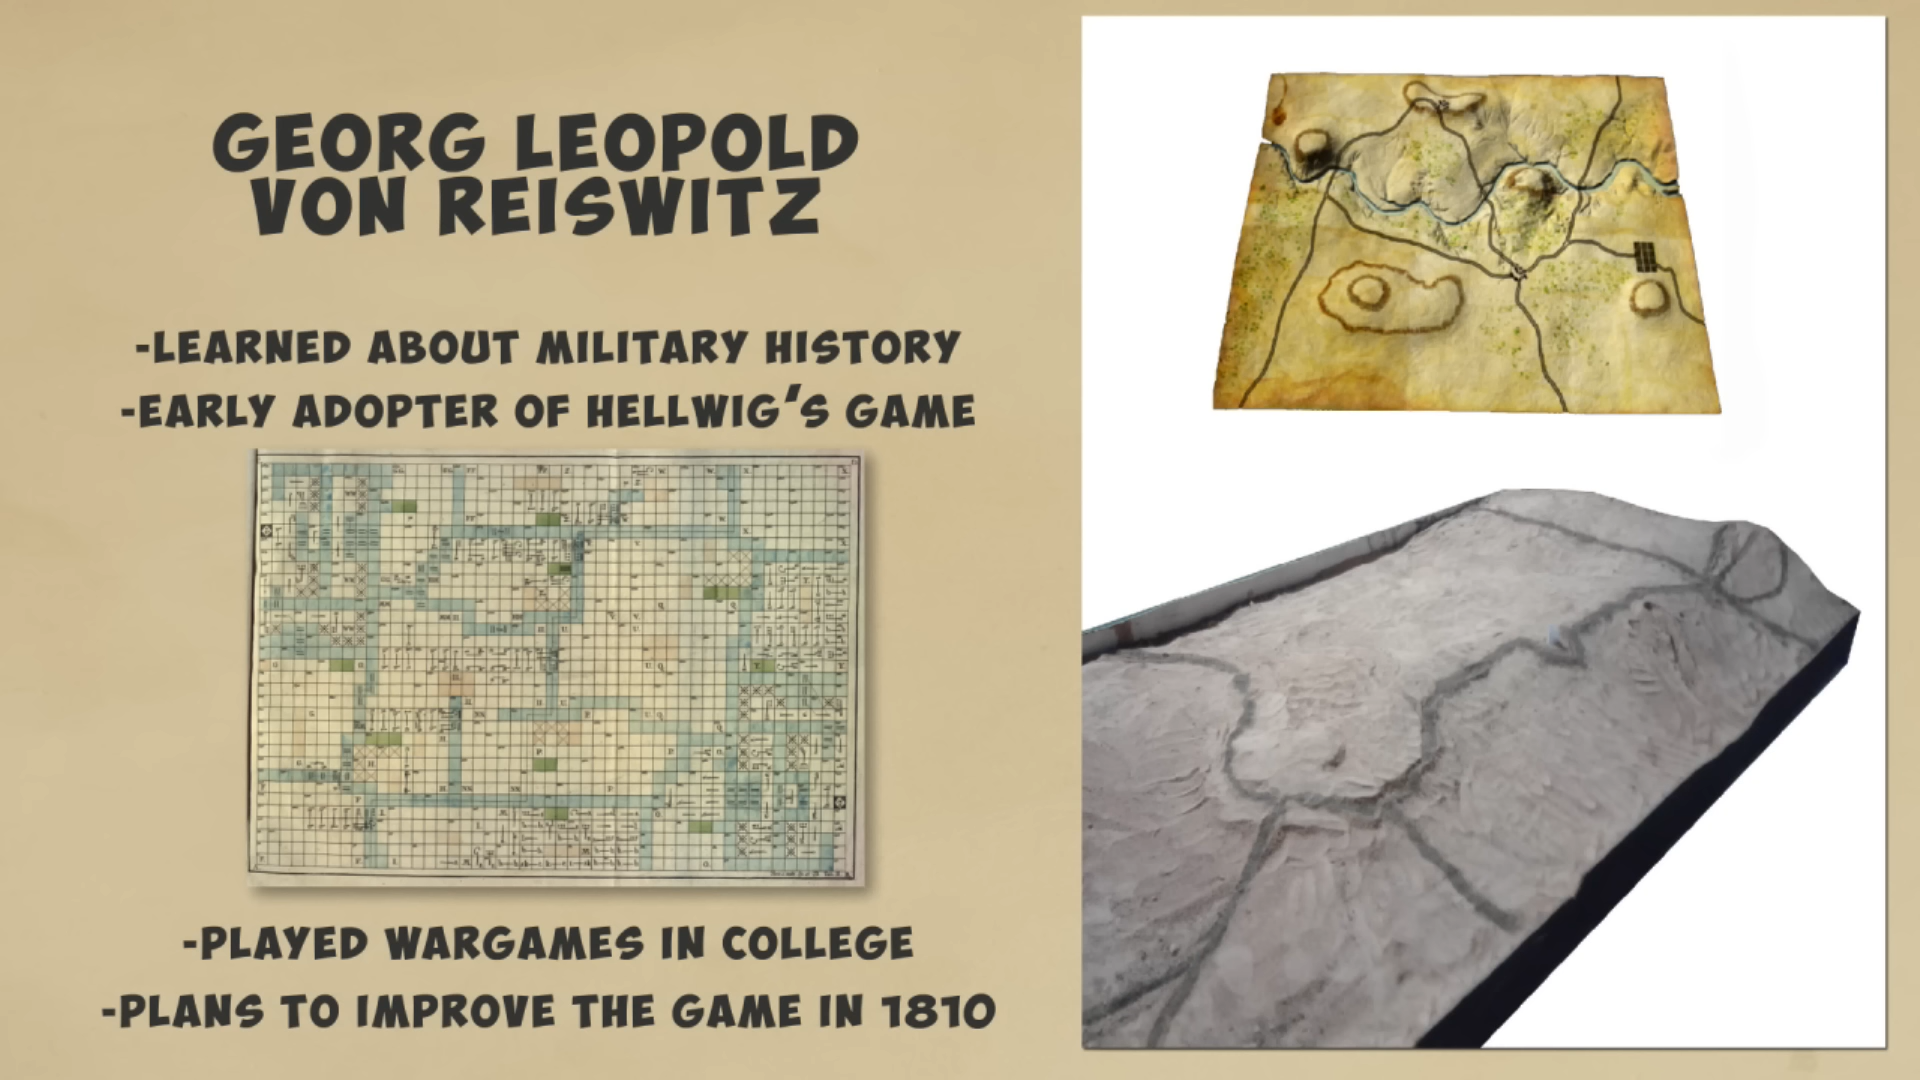 GEORG LEOPOLD
VON REISWITZ
-LEARNED ABOUT MILITARY HISTORY
-EARLY ADOPTER OF HELLWIG'S GAME
-PLAYED WARGAMES IN COLLEGE
-PLANS TO IMPROVE THE GAME IN 1810